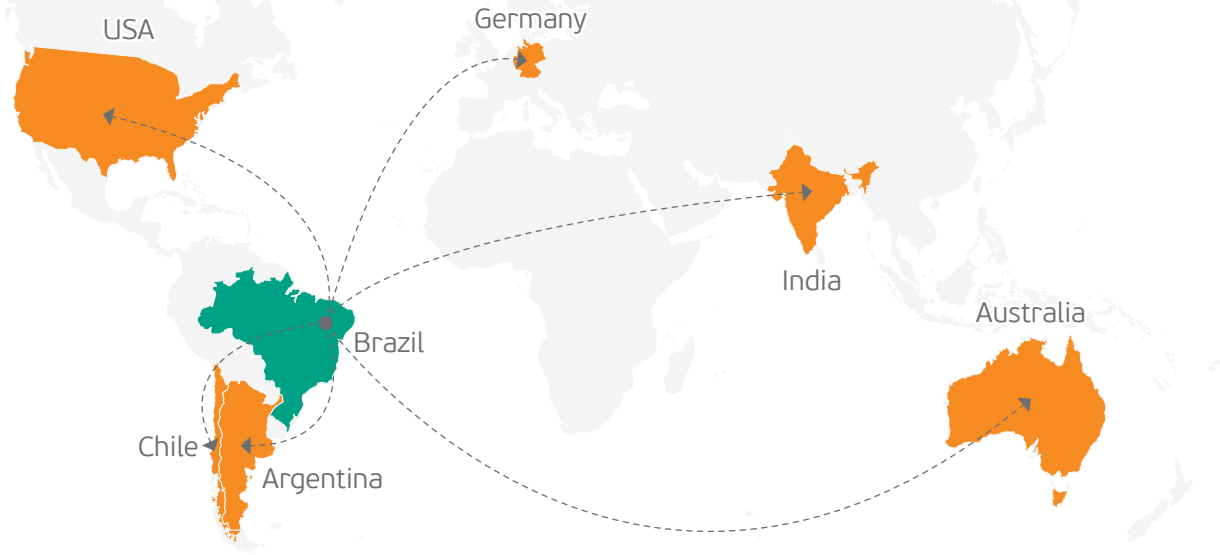 Germany
USA
India
Australia
Brazil
Chile
Argentina